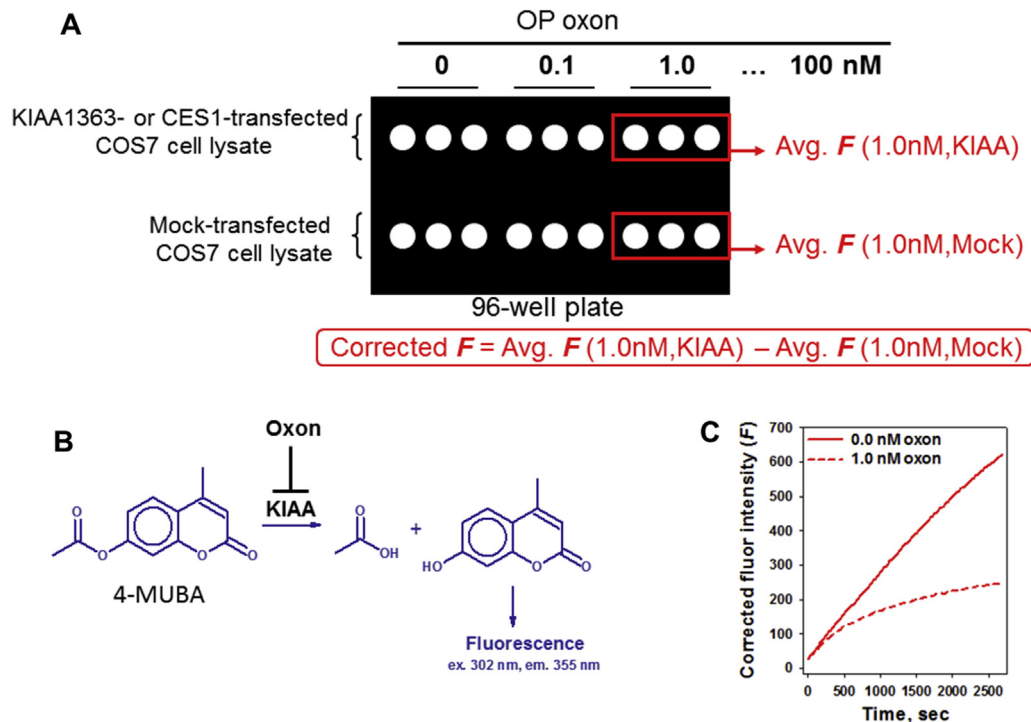 A
OP oxon
0 0.1 1.0 ... 100 nM
KIAA1363- or CES1-transfected
COS7 cell lysate
Avg. F (1.0nM,KIAA)
Mock-transfected
COS7 cell lysate
Avg. F (1.0nM,Mock)
96-well plate
Corrected F = Avg. F (1.0nM,KIAA) – Avg. F (1.0nM,Mock)
B
Oxon
KIAA
O
O
O
O
4-MUBA
O
OH
+
HO
O
O
Fluorescence
ex. 302 nm, em. 355 nm
C
Corrected fluor intensity (F)
700
600
500
400
300
200
100
0
0.0 nM oxon
1.0 nM oxon
0 500 1000 1500 2000 2500
Time, sec